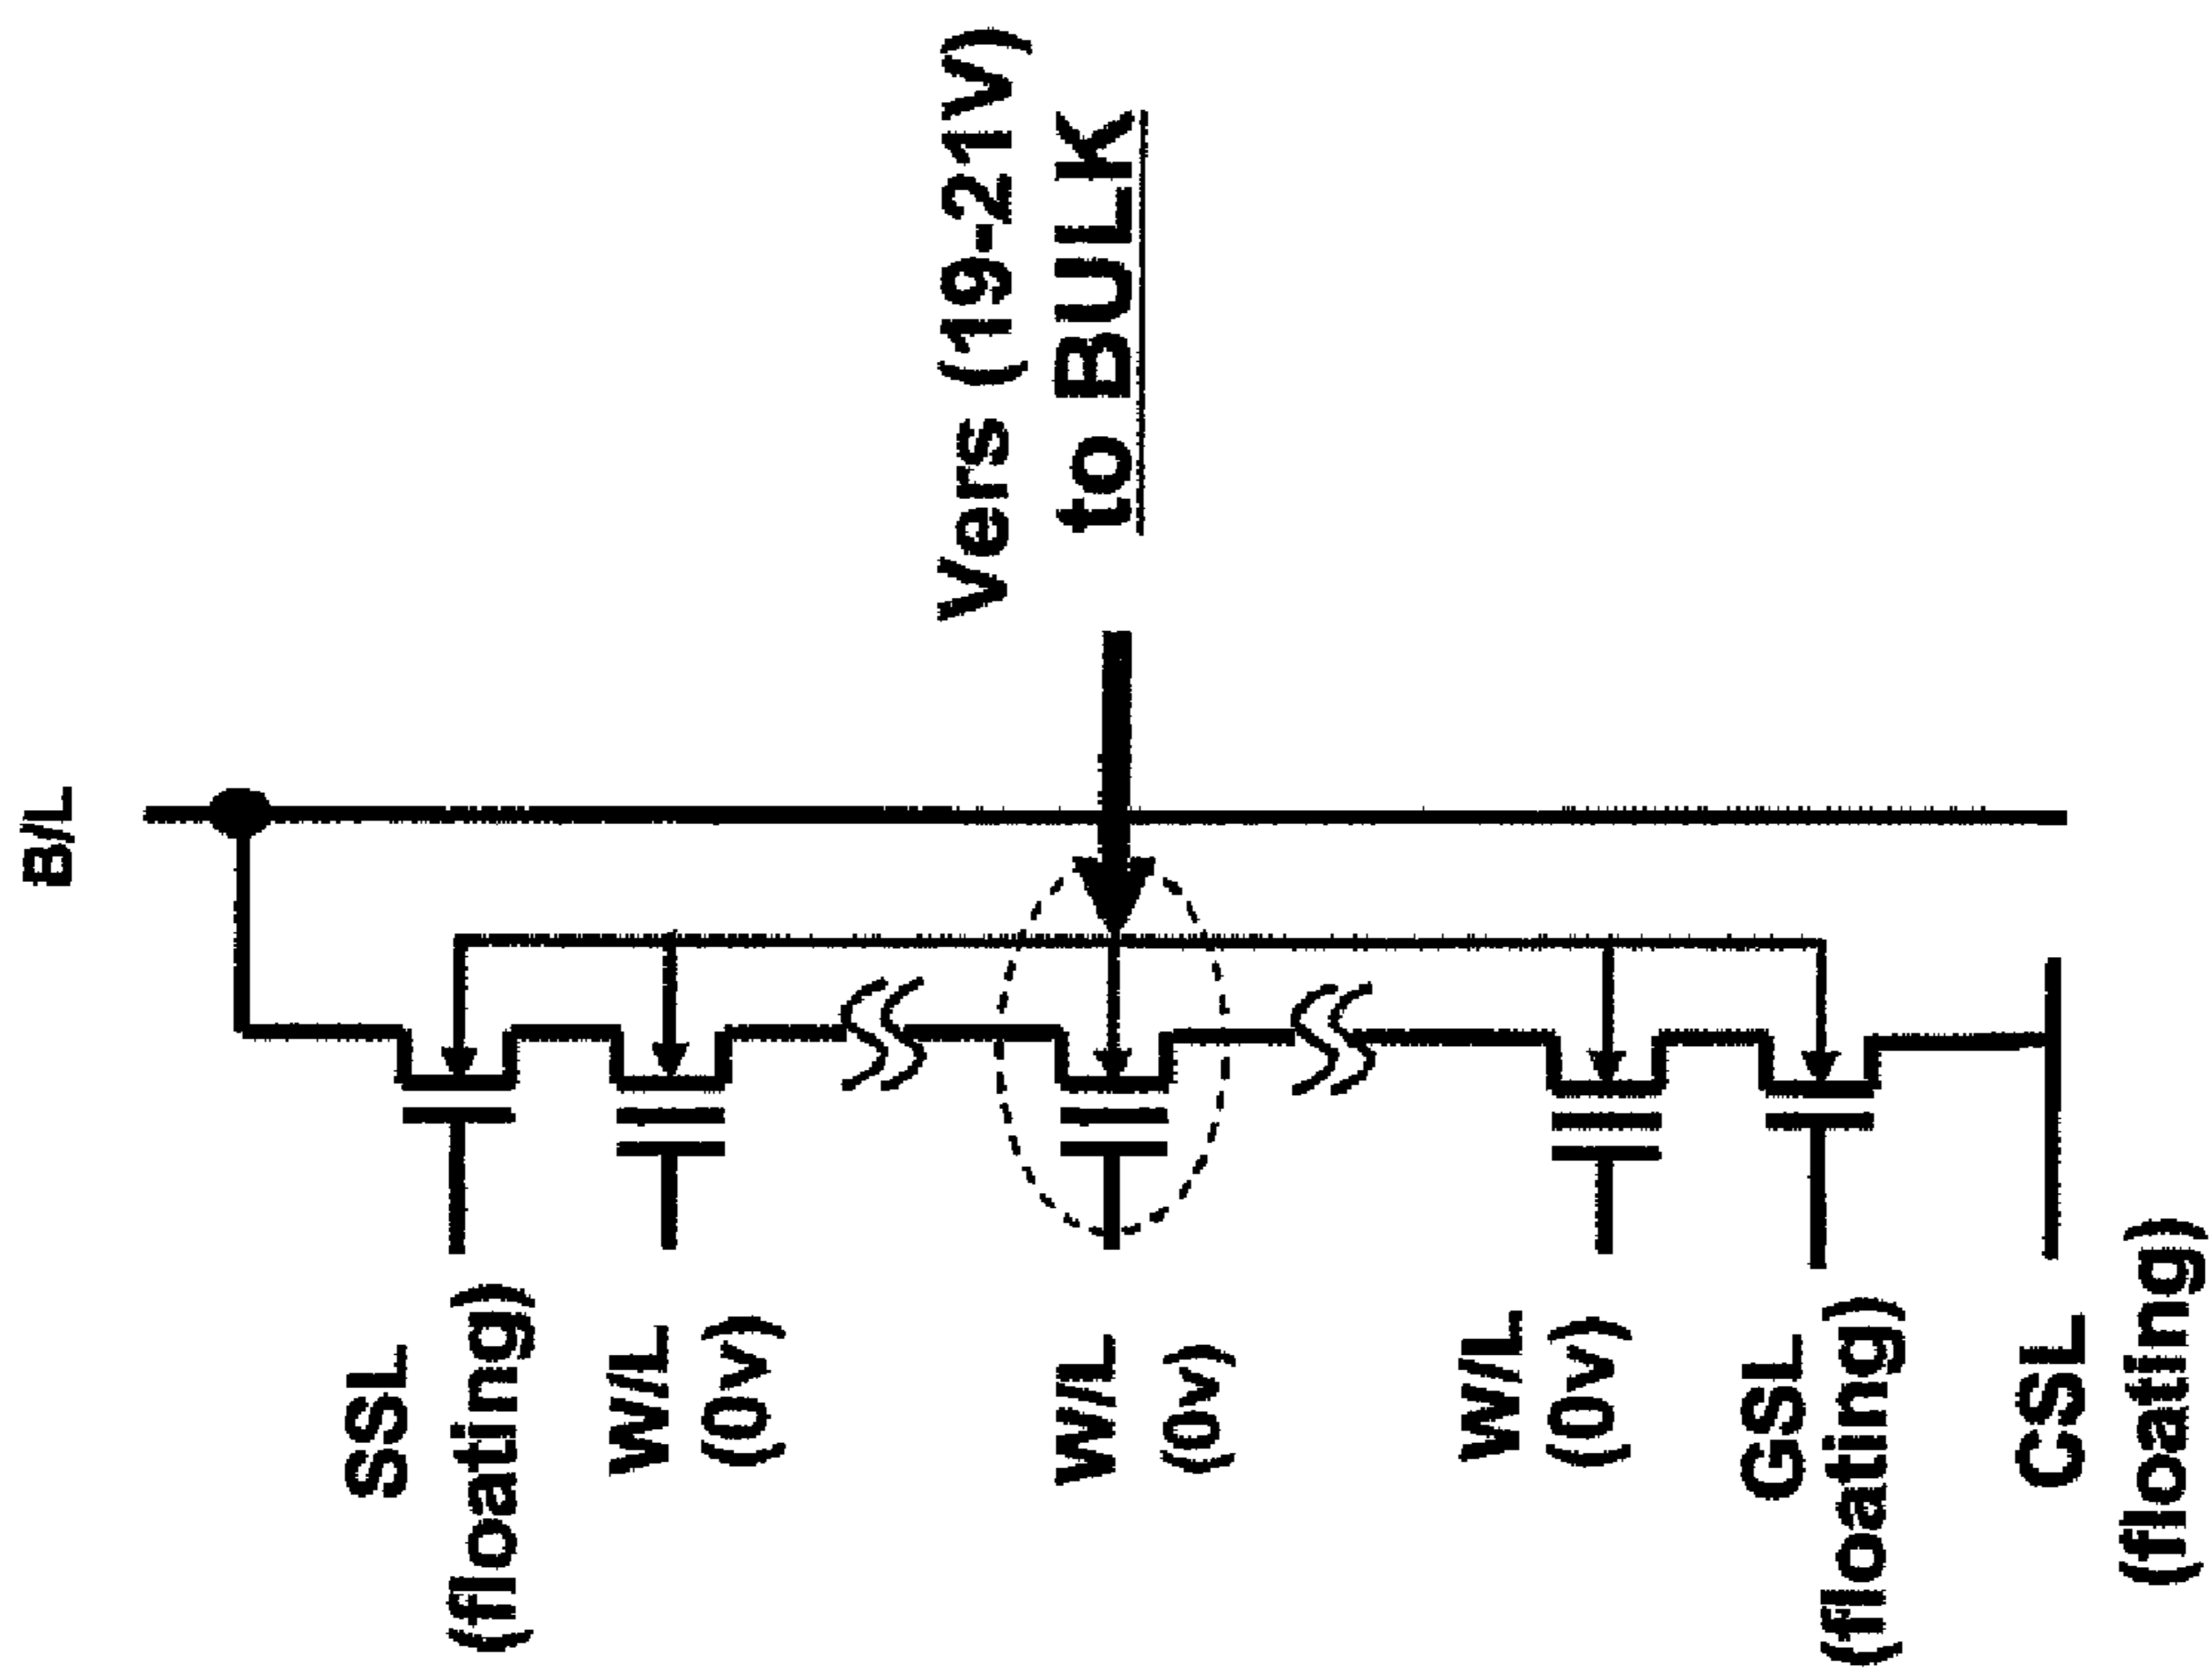 B/L
SSL
(floating)
W/L
(0v)
W/L
(0v)
W/L
(0v)
GSL
(floating)
CSL
(floating)
Vers (19-21V)
to BULK